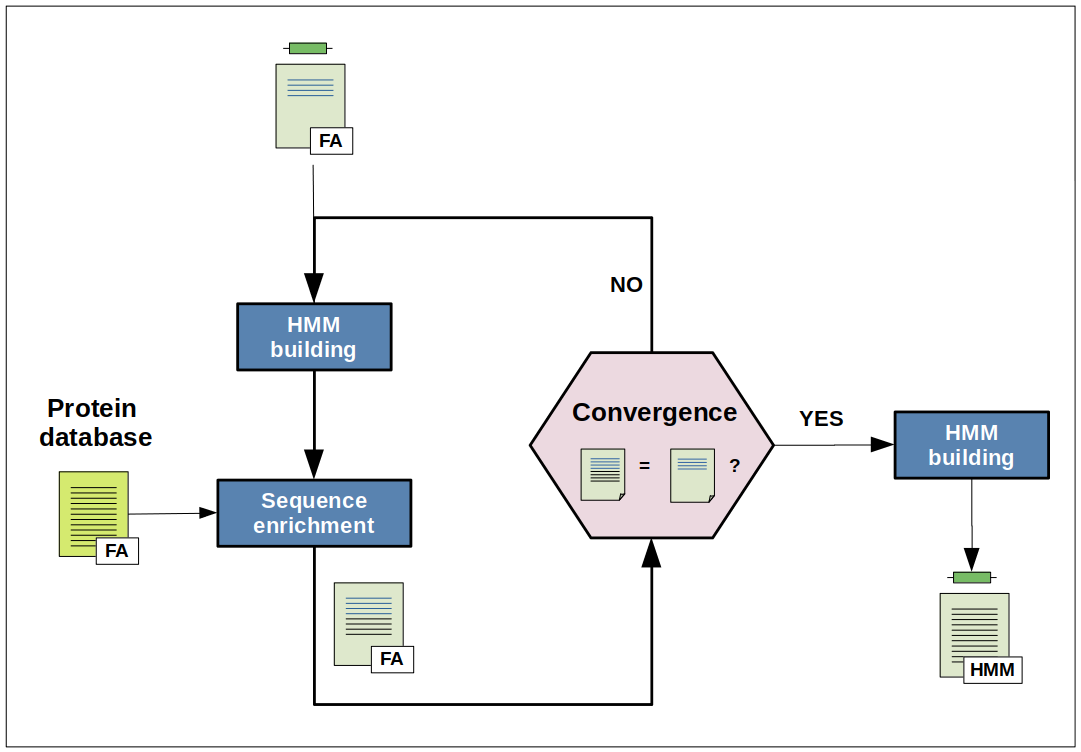 FA
NO
HMM
building
Protein
database
FA
Sequence
enrichment
FA
Convergence
= ?
YES
HMM
building
HMM